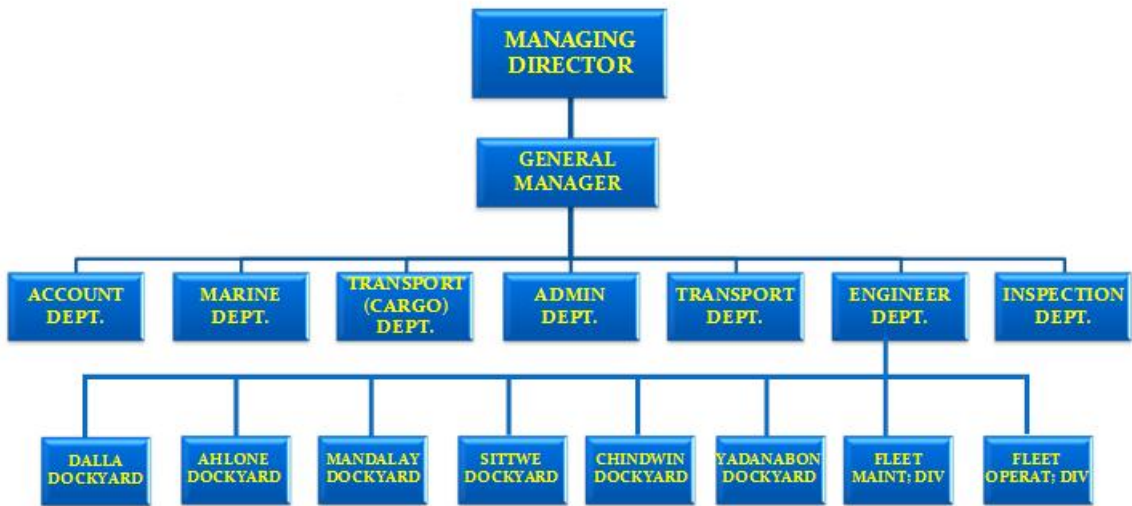 MANAGING
DIRECTOR
GENERAL
MANAGER
ACCOUNT
DEPT.
MARINE
DEPT.
TRANSPORT
(CARGO)
DEPT.
ADMIN
DEPT.
TRANSPORT
DEPT.
ENGINEER
DEPT.
INSPECTION
DEPT.
DALLA
DOCKYARD
AHLONE
DOCKYARD
MANDALAY
DOCKYARD
SITTWE
DOCKYARD
CHINDWIN
DOCKYARD
YADANABON
DOCKYARD
FLEET
MAINT; DIV
FLEET
OPERAT; DIV